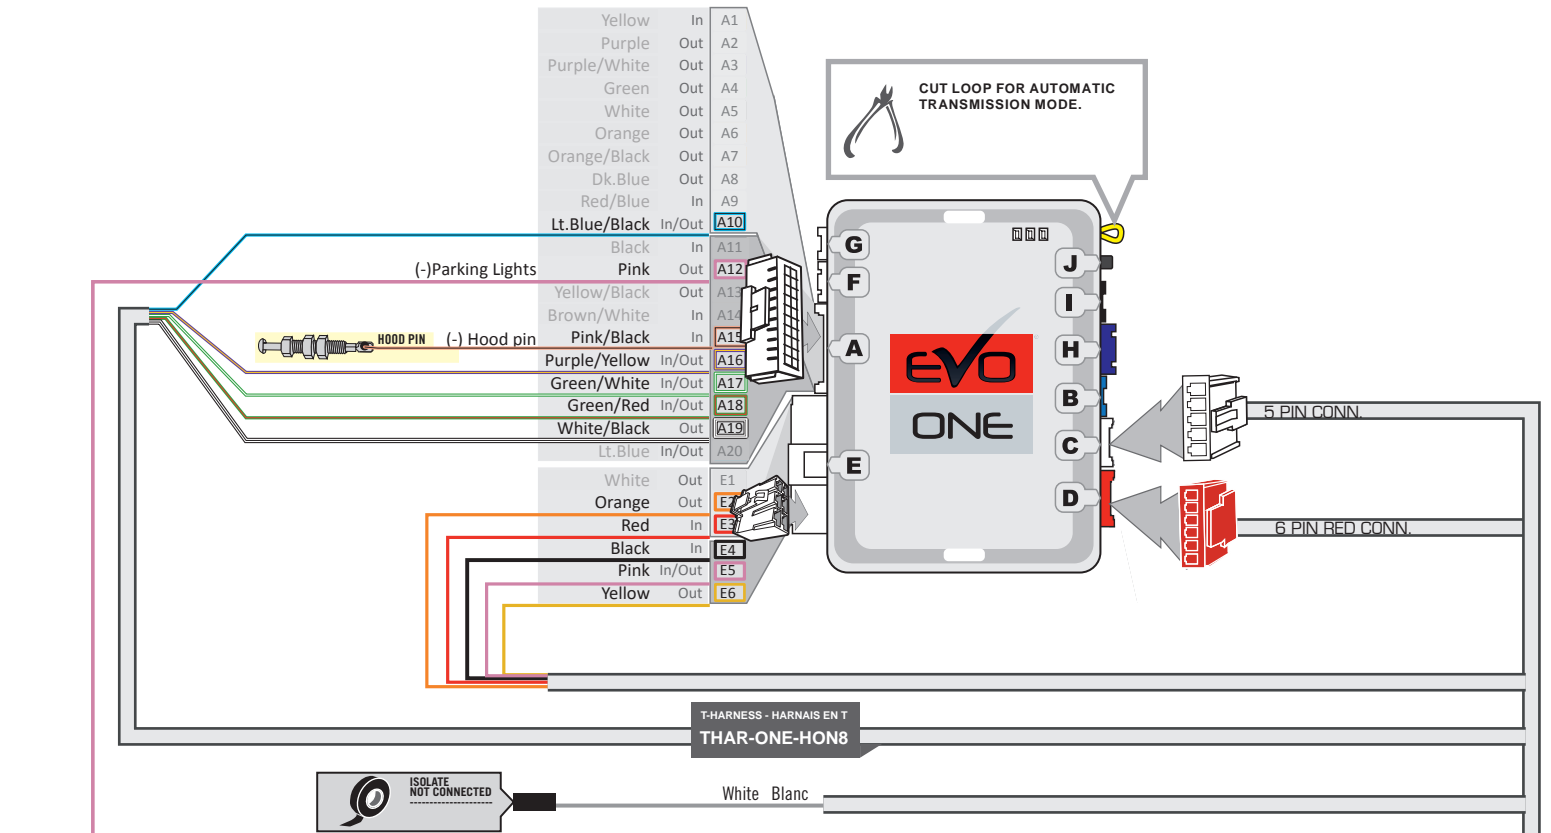 Yellow In A1
Purple Out A2
Purple/White Out A3
Green Out A4
White Out A5
Orange Out A6
Orange/Black Out A7
Dk.Blue Out A8
Red/Blue In A9
Lt.Blue/Black In/Out A10
Black In A11
(-)Parking Lights Pink Out A12
Yellow/Black Out A13
Brown/White In A14
HOOD PIN (-) Hood pin Pink/Black In A15
Purple/Yellow In/Out A16
Green/White In/Out A17
Green/Red In/Out A18
White/Black Out A19
Lt.Blue In/Out A20
White Out E1
Orange Out E2
Red In E3
Black In E4
Pink In/Out E5
Yellow Out E6
CUT LOOP FOR AUTOMATIC
TRANSMISSION MODE.
G
F
A
E
J
I
H
B
C
D
EVO
ONE
5 PIN CONN.
6 PIN RED CONN.
T-HARNESS - HARNAIS EN T
THAR-ONE-HON8
ISOLATE
NOT CONNECTED
White Blanc